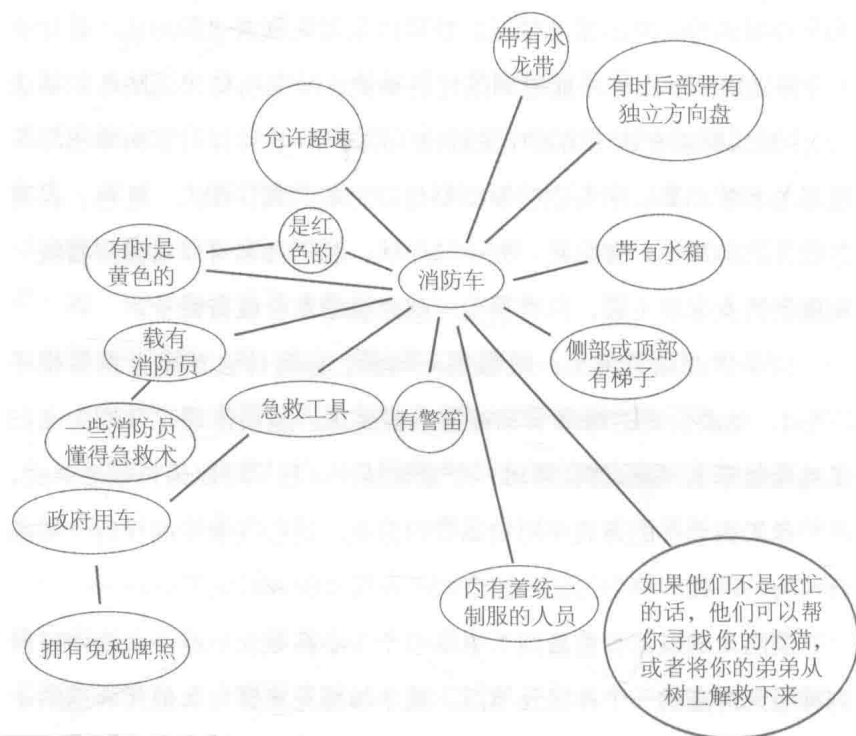 带有水
龙带
有时后部带有
独立方向盘
允许超速
是红
色的
有时是
黄色的
消防车
带有水箱
载有
消防员
侧部或顶部
有梯子
急救工具
有警笛
一些消防员
懂得急救术
政府用车
内有着统一
制服的人员
如果他们不是很忙
的话，他们可以帮
你寻找你的小猫，
或者将你的弟弟从
树上解救下来
拥有免税牌照